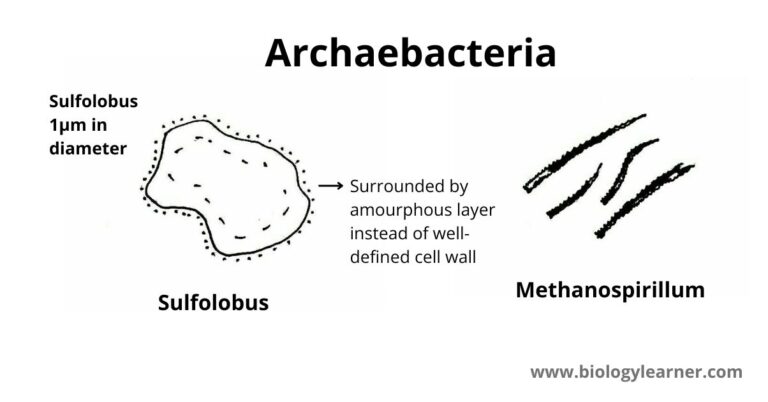 Archaebacteria
Sulfolobus
1µm in
diameter
Surrounded by
amourphous layer
instead of well-
defined cell wall
Sulfolobus
Methanospirillum
www.biologylearner.com